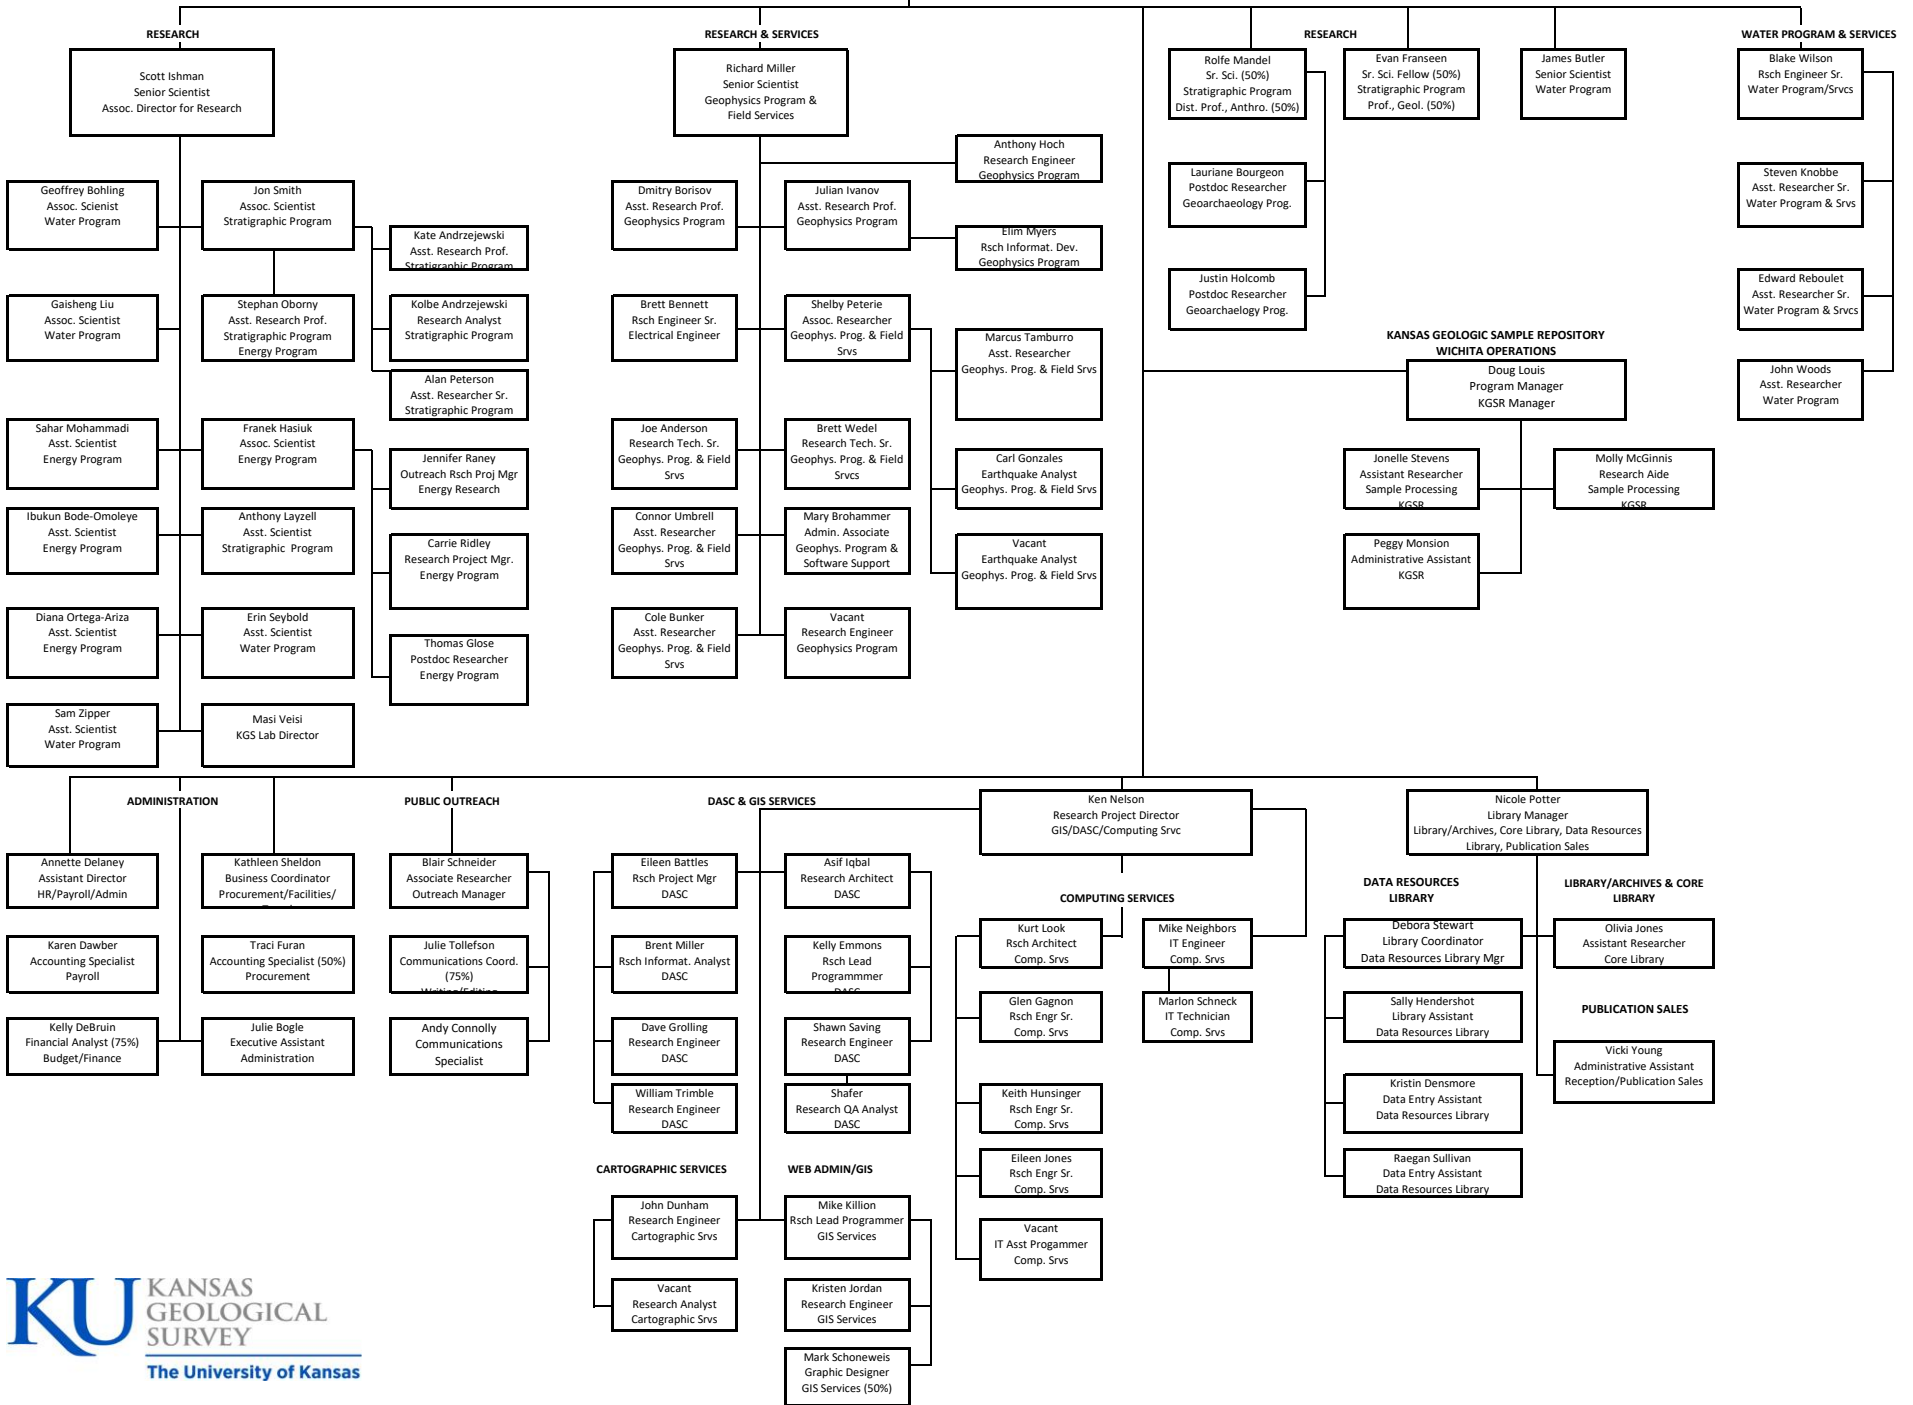 RESEARCH
Scott Ishman
Senior Scientist
Assoc. Director for Research
Geoffrey Bohling
Assoc. Scienist
Water Program
Jon Smith
Assoc. Scientist
Stratigraphic Program
Kate Andrzejewski
Asst. Research Prof.
Stratigraphic Program
Gaisheng Liu
Assoc. Scientist
Water Program
Stephan Oborny
Asst. Research Prof.
Stratigraphic Program
Energy Program
Kolbe Andrzejewski
Research Analyst
Stratigraphic Program
Alan Peterson
Asst. Researcher Sr.
Stratigraphic Program
Sahar Mohammadi
Asst. Scientist
Energy Program
Franek Hasiuk
Assoc. Scientist
Energy Program
Jennifer Raney
Outreach Rsch Proj Mgr
Energy Research
Ibukun Bode-Omoleye
Asst. Scientist
Energy Program
Anthony Layzell
Asst. Scientist
Stratigraphic Program
Carrie Ridley
Research Project Mgr.
Energy Program
Diana Ortega-Ariza
Asst. Scientist
Energy Program
Erin Seybold
Asst. Scientist
Water Program
Thomas Glose
Postdoc Researcher
Energy Program
Sam Zipper
Asst. Scientist
Water Program
Masi Veisi
KGS Lab Director
RESEARCH & SERVICES
Richard Miller
Senior Scientist
Geophysics Program &
Field Services
Anthony Hoch
Research Engineer
Geophysics Program
Dmitry Borisov
Asst. Research Prof.
Geophysics Program
Julian Ivanov
Asst. Research Prof.
Geophysics Program
Elim Myers
Rsch Informat. Dev.
Geophysics Program
Brett Bennett
Rsch Engineer Sr.
Electrical Engineer
Shelby Peterie
Assoc. Researcher
Geophys. Prog. & Field
Srvs
Marcus Tamburro
Asst. Researcher
Geophys. Prog. & Field Srvs
Joe Anderson
Research Tech. Sr.
Geophys. Prog. & Field
Srvs
Brett Wedel
Research Tech. Sr.
Geophys. Prog. & Field
Srvcs
Carl Gonzales
Earthquake Analyst
Geophys. Prog. & Field Srvs
Connor Umbrell
Asst. Researcher
Geophys. Prog. & Field
Srvs
Mary Brohammer
Admin. Associate
Geophys. Program &
Software Support
Vacant
Earthquake Analyst
Geophys. Prog. & Field Srvs
Cole Bunker
Asst. Researcher
Geophys. Prog. & Field
Srvs
Vacant
Research Engineer
Geophysics Program
RESEARCH
Rolfe Mandel
Sr. Sci. (50%)
Stratigraphic Program
Dist. Prof., Anthro. (50%)
Evan Franseen
Sr. Sci. Fellow (50%)
Stratigraphic Program
Prof., Geol. (50%)
James Butler
Senior Scientist
Water Program
Lauriane Bourgeon
Postdoc Researcher
Geoarchaeology Prog.
Justin Holcomb
Postdoc Researcher
Geoarchaelogy Prog.
WATER PROGRAM & SERVICES
Blake Wilson
Rsch Engineer Sr.
Water Program/Srvcs
Steven Knobbe
Asst. Researcher Sr.
Water Program & Srvs
Edward Reboulet
Asst. Researcher Sr.
Water Program & Srvcs
John Woods
Asst. Researcher
Water Program
KANSAS GEOLOGIC SAMPLE REPOSITORY
WICHITA OPERATIONS
Doug Louis
Program Manager
KGSR Manager
Jonelle Stevens
Assistant Researcher
Sample Processing
KGSR
Molly McGinnis
Research Aide
Sample Processing
KGSR
Peggy Monsion
Administrative Assistant
KGSR
ADMINISTRATION
Annette Delaney
Assistant Director
HR/Payroll/Admin
Kathleen Sheldon
Business Coordinator
Procurement/Facilities/
Karen Dawber
Accounting Specialist
Payroll
Traci Furan
Accounting Specialist (50%)
Procurement
Kelly DeBruin
Financial Analyst (75%)
Budget/Finance
Julie Bogle
Executive Assistant
Administration
PUBLIC OUTREACH
Blair Schneider
Associate Researcher
Outreach Manager
Julie Tollefson
Communications Coord.
(75%)
Writing/Editing
Andy Connolly
Communications
Specialist
DASC & GIS SERVICES
Ken Nelson
Research Project Director
GIS/DASC/Computing Srvc
Eileen Battles
Rsch Project Mgr
DASC
Asif Iqbal
Research Architect
DASC
Brent Miller
Rsch Informat. Analyst
DASC
Kelly Emmons
Rsch Lead
Programmmer
DASC
Dave Grolling
Research Engineer
DASC
Shawn Saving
Research Engineer
DASC
William Trimble
Research Engineer
DASC
Shafer
Research QA Analyst
DASC
CARTOGRAPHIC SERVICES
John Dunham
Research Engineer
Cartographic Srvs
Vacant
Research Analyst
Cartographic Srvs
WEB ADMIN/GIS
Mike Killion
Rsch Lead Programmer
GIS Services
Kristen Jordan
Research Engineer
GIS Services
Mark Schoneweis
Graphic Designer
GIS Services (50%)
COMPUTING SERVICES
Kurt Look
Rsch Architect
Comp. Srvs
Mike Neighbors
IT Engineer
Comp. Srvs
Glen Gagnon
Rsch Engr Sr.
Comp. Srvs
Marlon Schneck
IT Technician
Comp. Srvs
Keith Hunsinger
Rsch Engr Sr.
Comp. Srvs
Eileen Jones
Rsch Engr Sr.
Comp. Srvs
Vacant
IT Asst Progammer
Comp. Srvs
Nicole Potter
Library Manager
Library/Archives, Core Library, Data Resources
Library, Publication Sales
DATA RESOURCES
LIBRARY
Debora Stewart
Library Coordinator
Data Resources Library Mgr
Sally Hendershot
Library Assistant
Data Resources Library
Kristin Densmore
Data Entry Assistant
Data Resources Library
Raegan Sullivan
Data Entry Assistant
Data Resources Library
LIBRARY/ARCHIVES & CORE
LIBRARY
Olivia Jones
Assistant Researcher
Core Library
PUBLICATION SALES
Vicki Young
Administrative Assistant
Reception/Publication Sales
KU
KANSAS
GEOLOGICAL
SURVEY
The University of Kansas